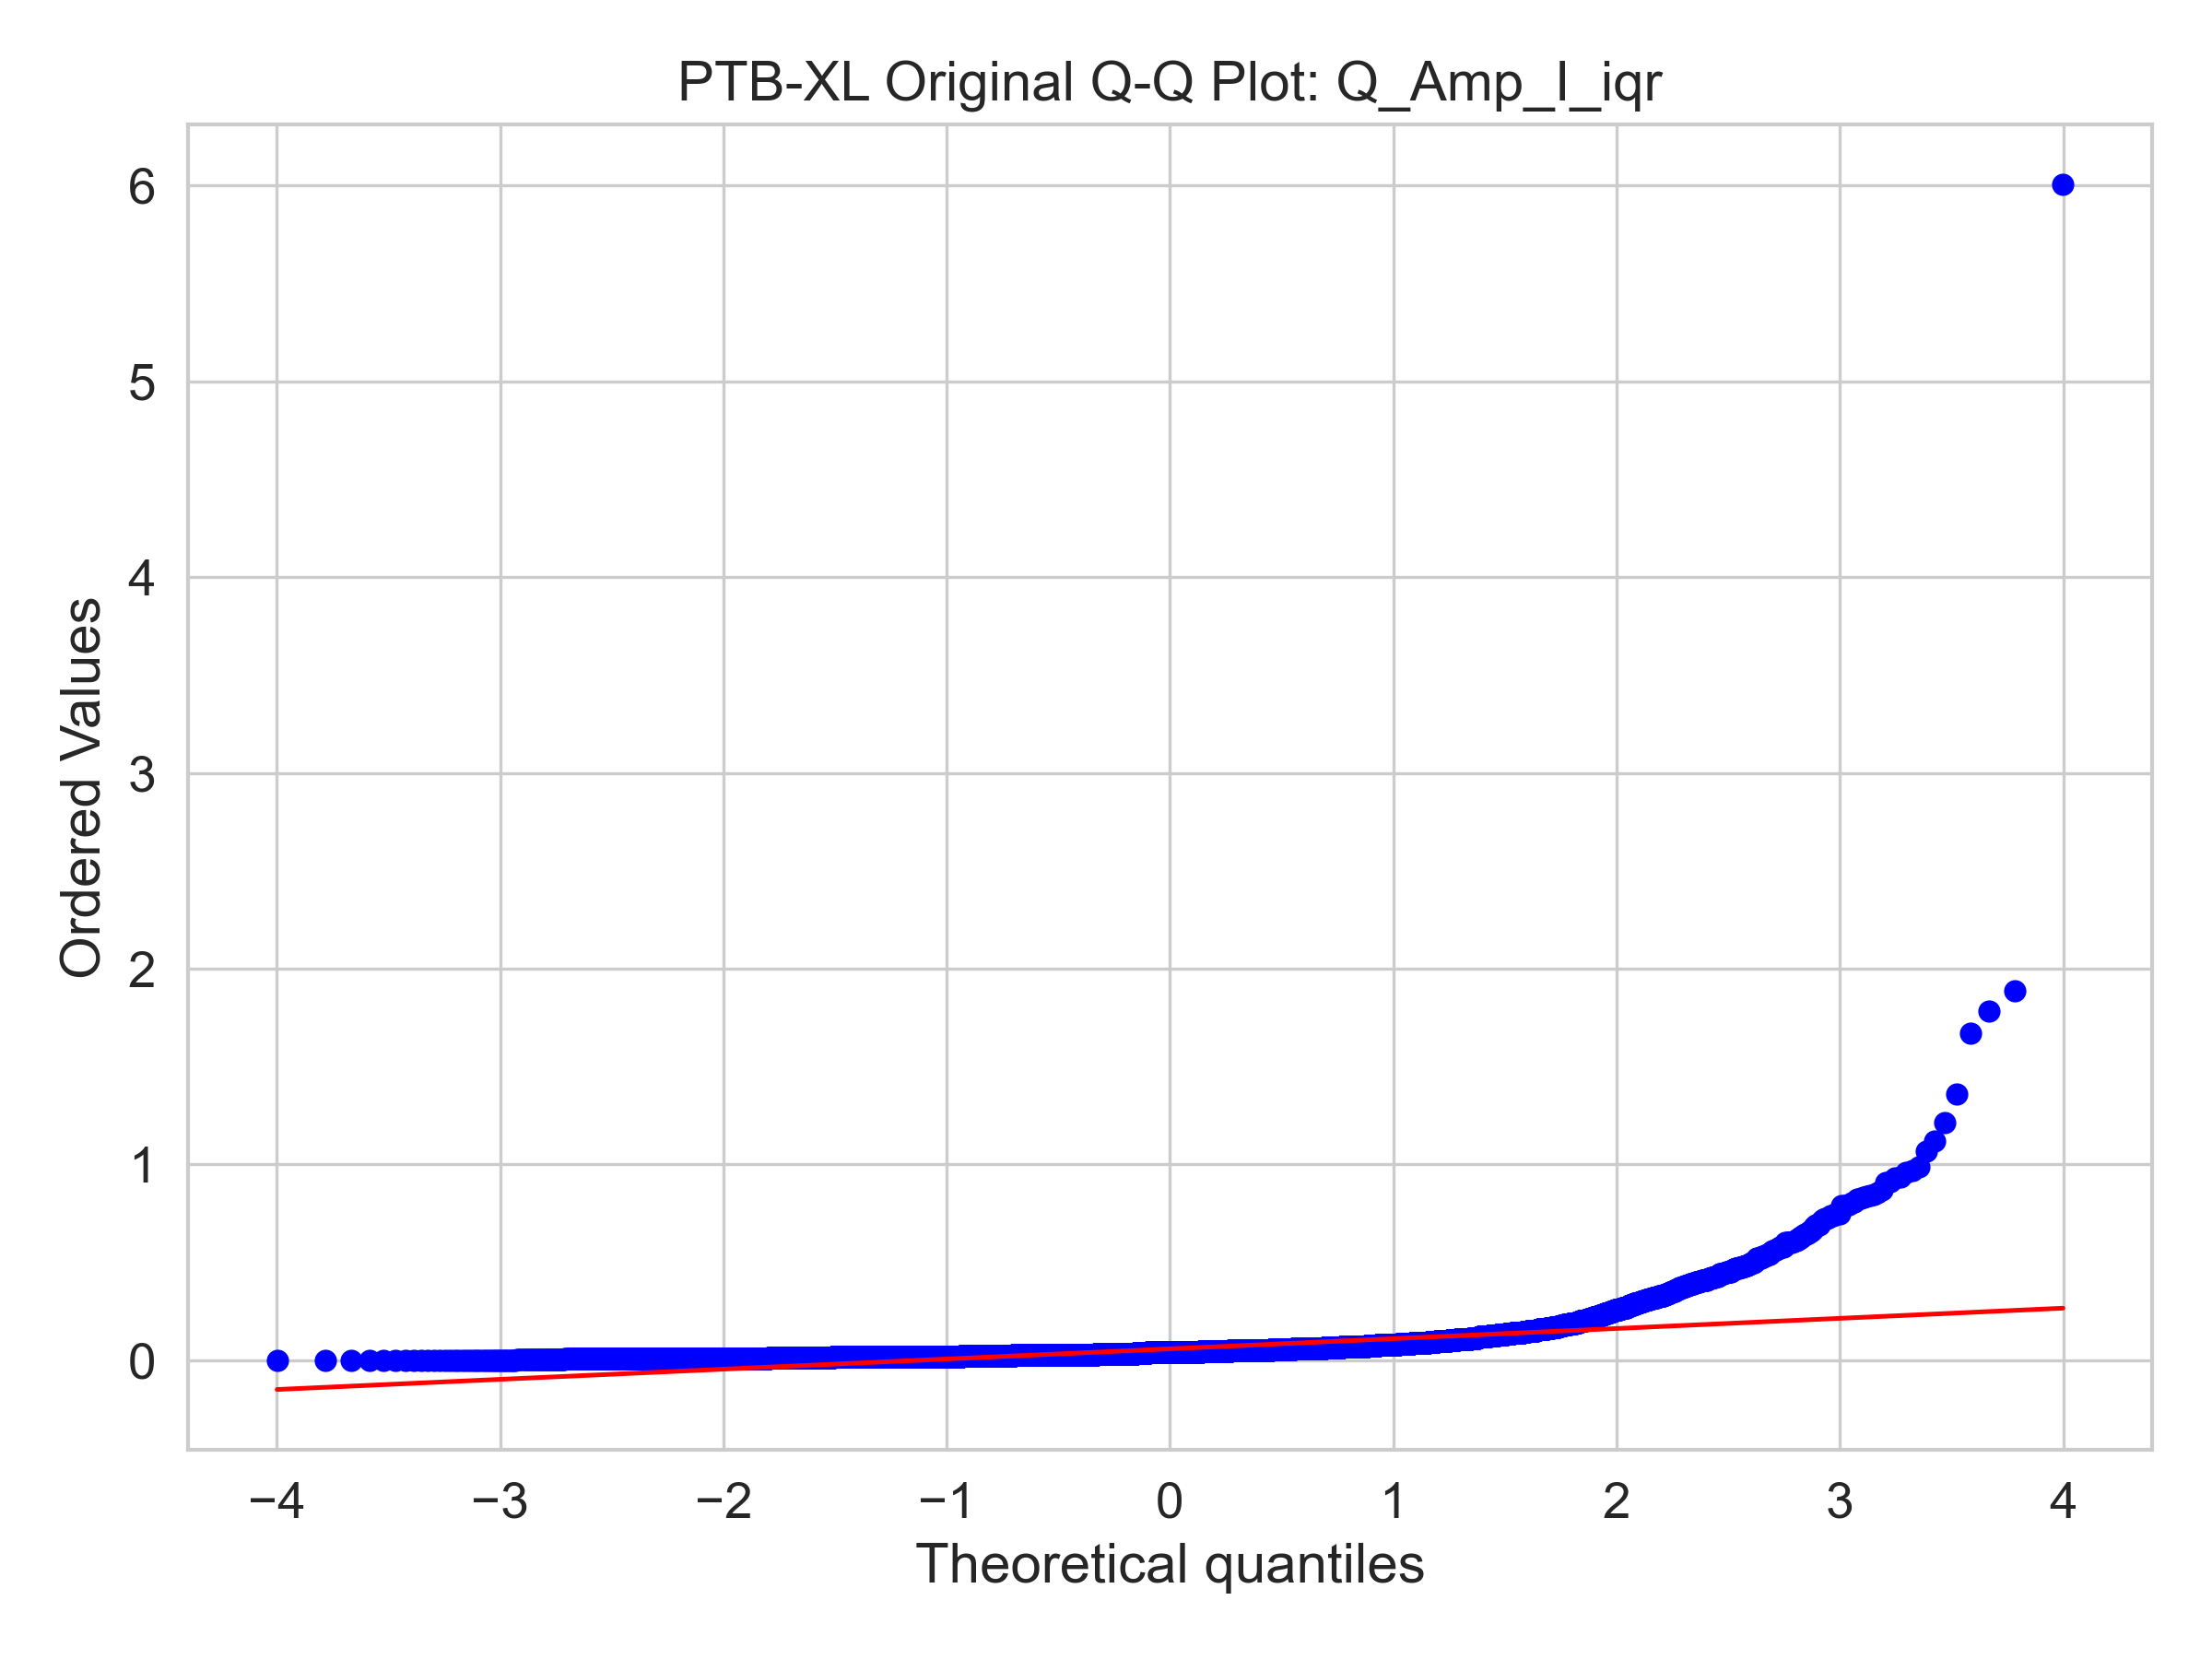 PTB-XL Original Q-Q Plot: Q_Amp_I_iqr
6
5
4
3
2
1
0
Ordered Values
−4 −3 −2 −1 0 1 2 3 4
Theoretical quantiles